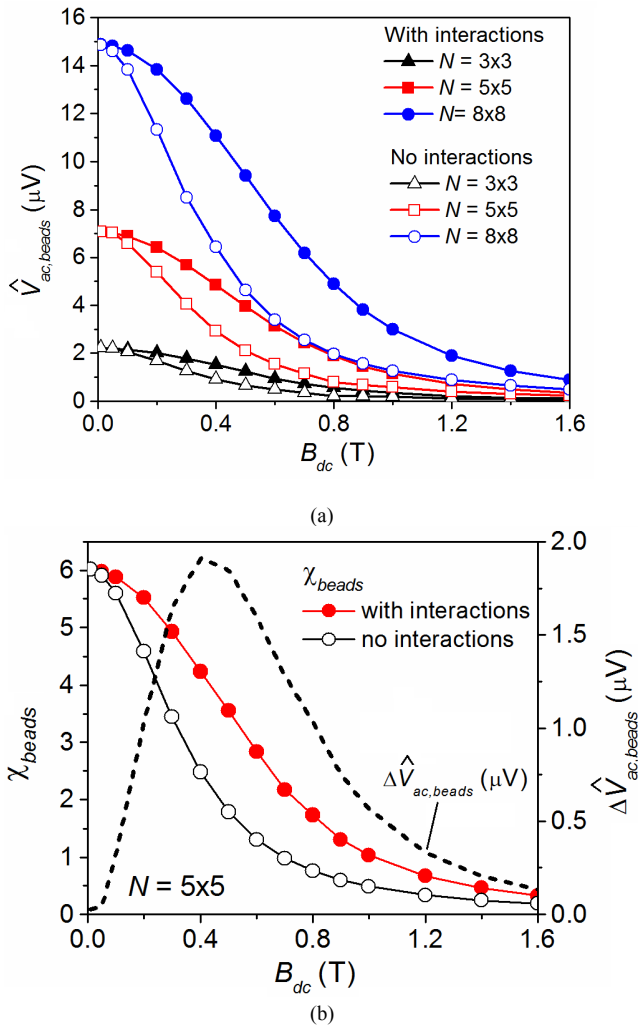 With interactions
N = 3x3
N = 5x5
N= 8x8
No interactions
N = 3x3
N = 5x5
N = 8x8
V̂ac,beads (μV)
16
14
12
10
8
6
4
2
0
0.0 0.4 0.8 1.2 1.6
Bdc (T)
(a)
χbeads
with interactions
no interactions
ΔV̂ac,beads (μV)
N = 5x5
χbeads
6
5
4
3
2
1
0
2.0
1.5
1.0
0.5
0.0
ΔV̂ac.beads (μV)
0.0 0.4 0.8 1.2 1.6
Bdc (T)
(b)